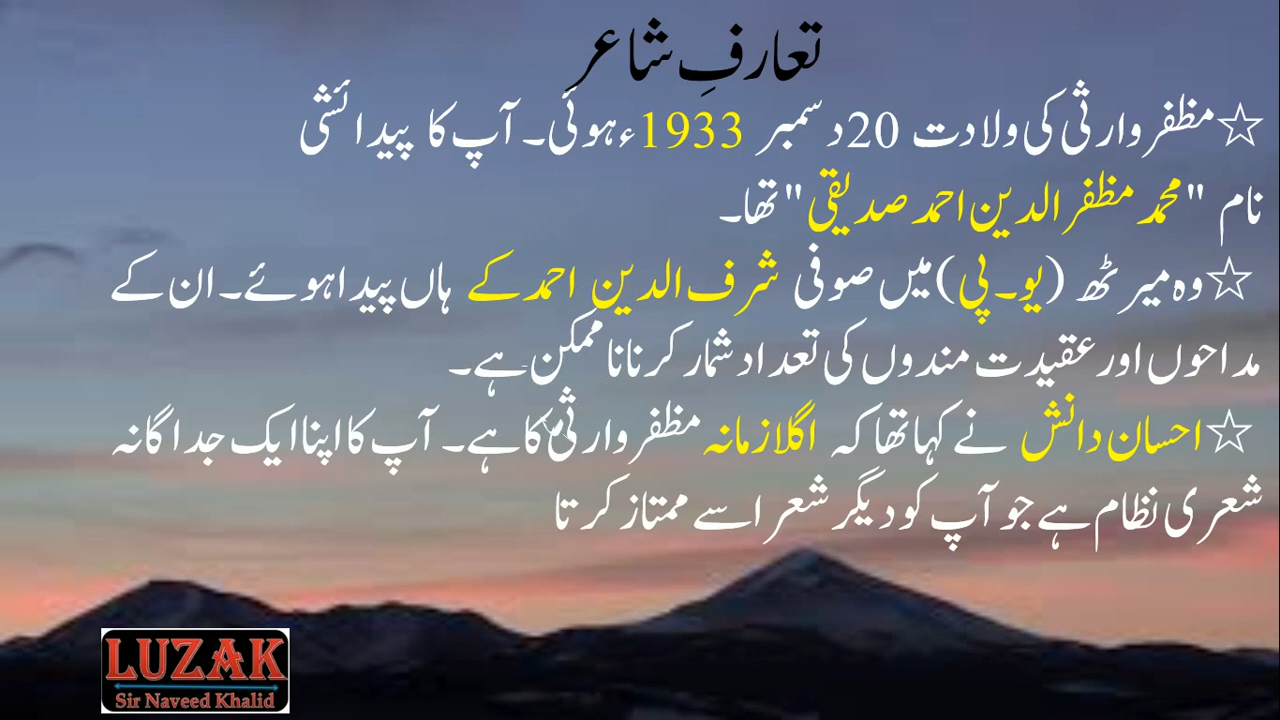 تعارفِ شاعر
☆مظفر وارثی کی ولادت 20دسمبر 1933ء ہوئی۔ آپ کا پیدائشی
نام "محمد مظفر الدین احمد صدیقی" تھا۔
☆وہ میرٹھ (یو۔پی) میں صوفی شرف الدین احمد کے ہاں پیدا ہوئے۔ ان کے
مداحوں اور عقیدت مندوں کی تعداد شمار کرنا نا ممکن ہے۔
☆احسان دانش نے کہا تھا کہ اگلا زمانہ مظفر وارثیؒ کا ہے۔ آپ کا اپنا ایک جداگانہ
شعری نظام ہے جو آپ کو دیگر شعرا سے ممتاز کرتا
LUZAK
Sir Naveed Khalid